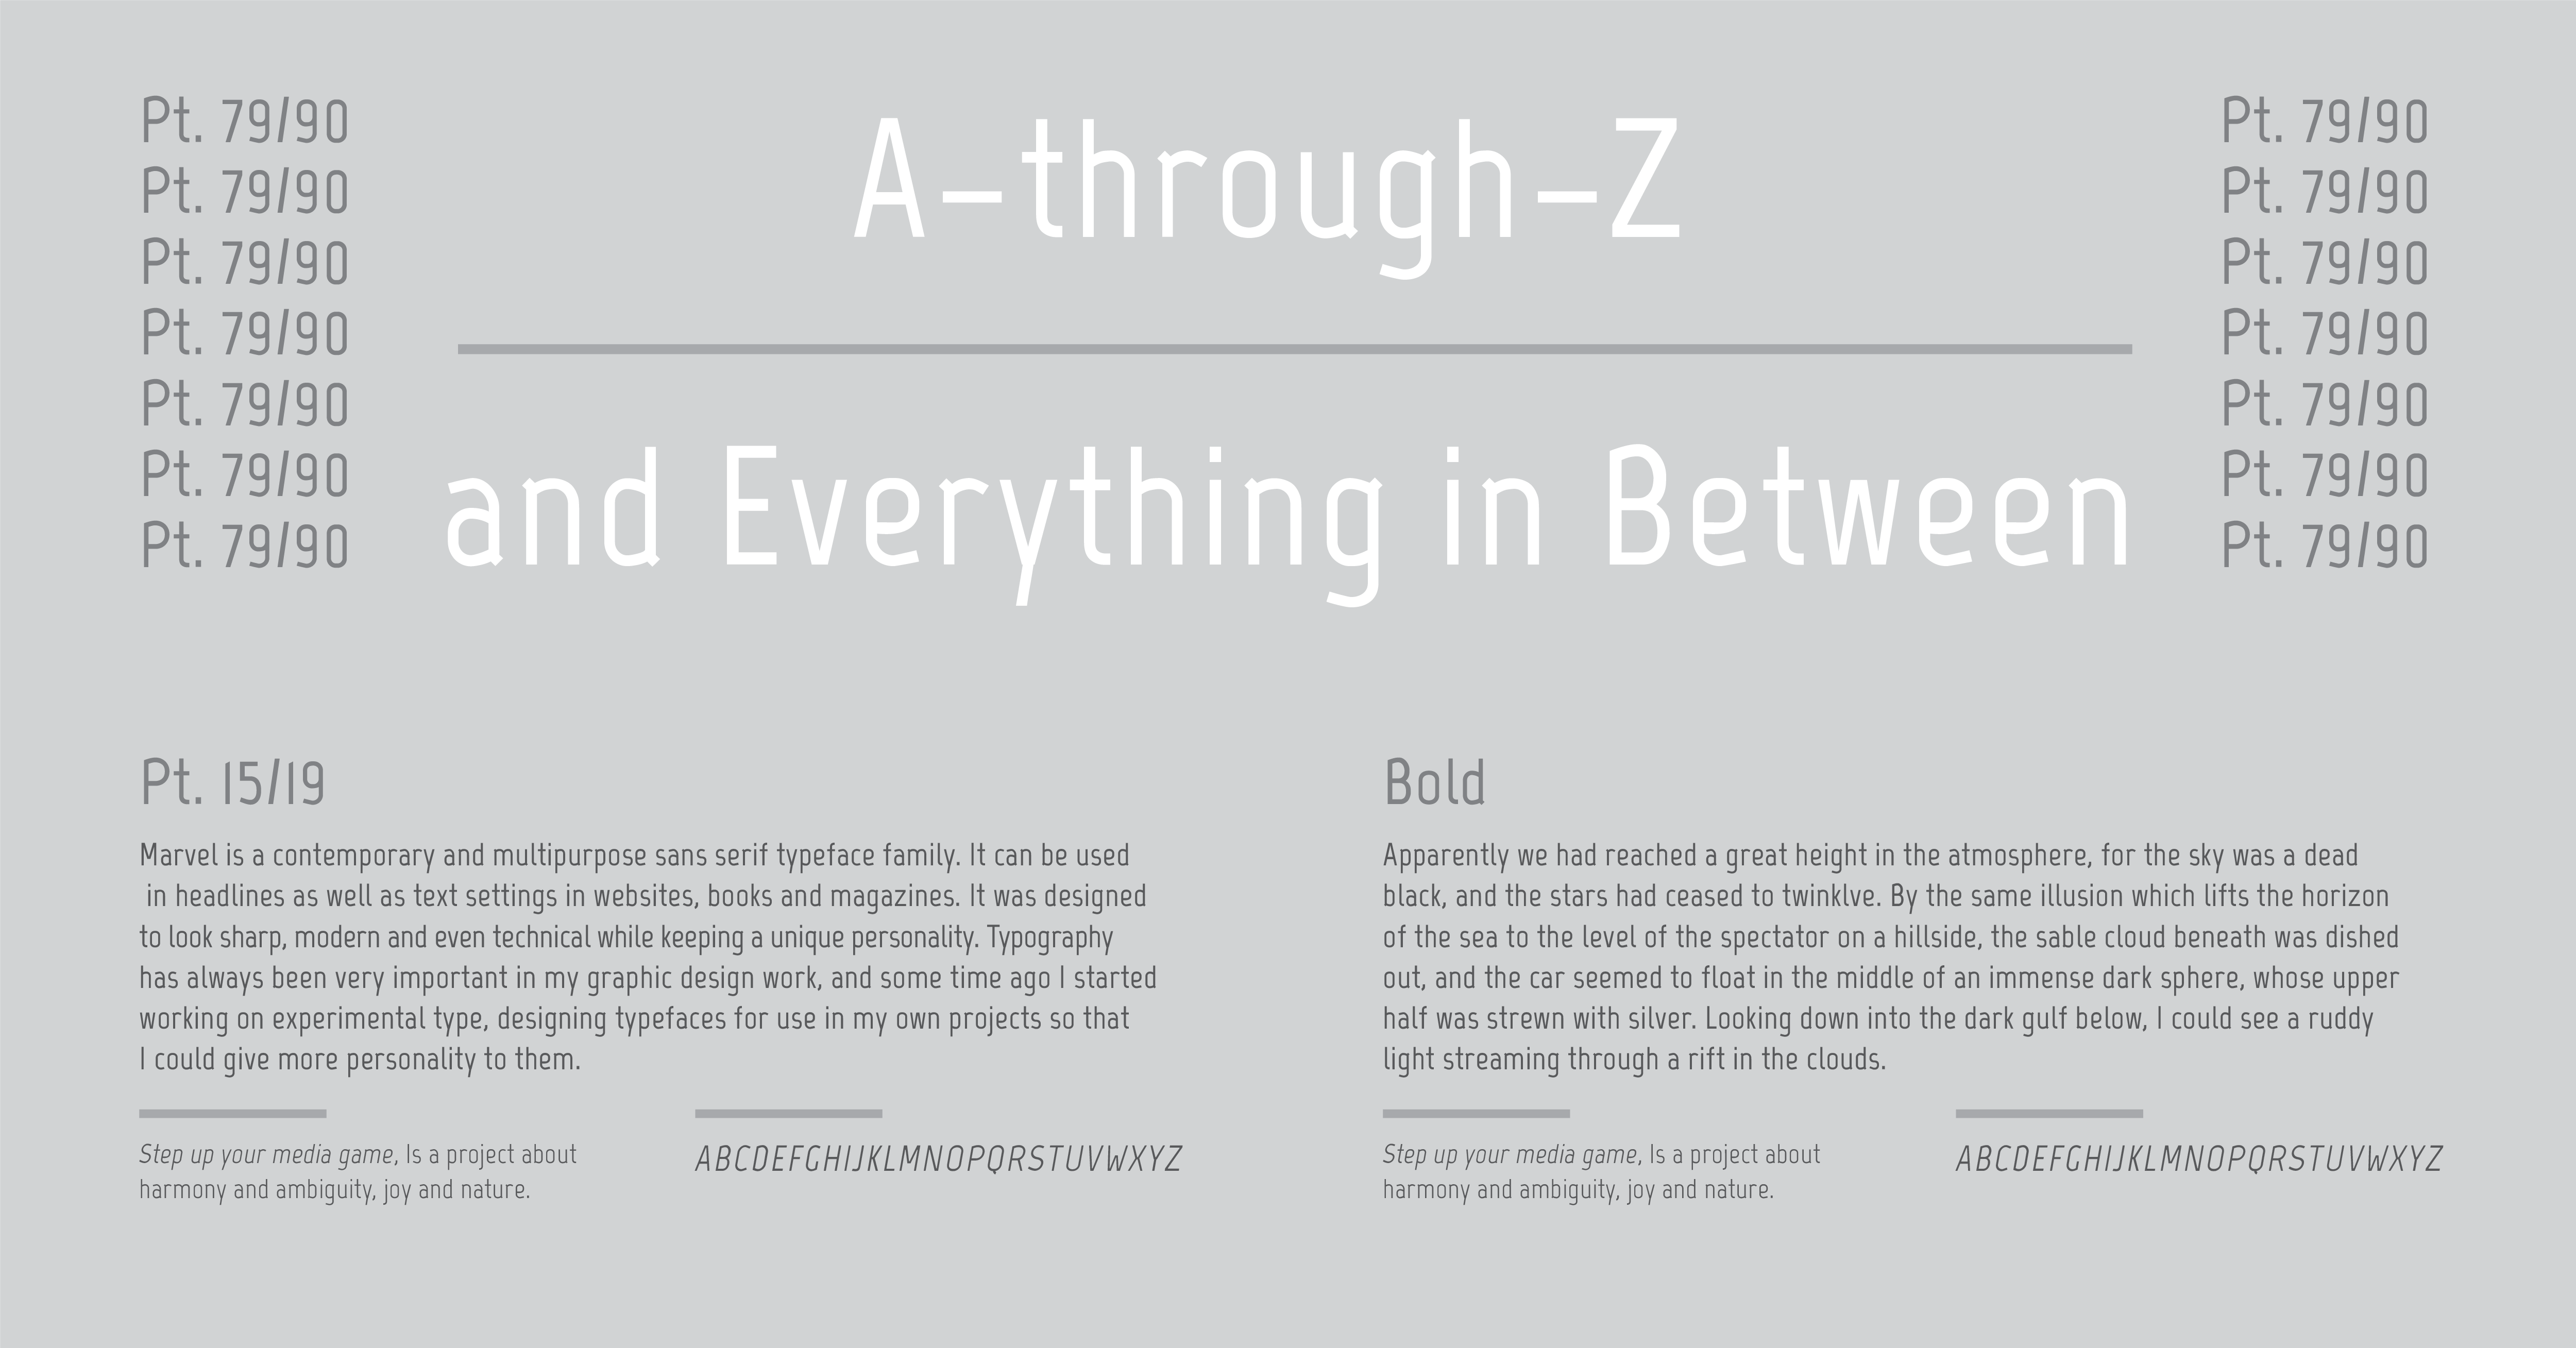 Pt. 79/90
Pt. 79/90
Pt. 79/90
Pt. 79/90
Pt. 79/90
Pt. 79/90
Pt. 79/90
A-through-Z
and Everything in Between
Pt. 79/90
Pt. 79/90
Pt. 79/90
Pt. 79/90
Pt. 79/90
Pt. 79/90
Pt. 79/90
Pt. 15/19
Marvel is a contemporary and multipurpose sans serif typeface family. It can be used
in headlines as well as text settings in websites, books and magazines. It was designed
to look sharp, modern and even technical while keeping a unique personality. Typography
has always been very important in my graphic design work, and some time ago I started
working on experimental type, designing typefaces for use in my own projects so that
I could give more personality to them.
Step up your media game, Is a project about
harmony and ambiguity, joy and nature.
ABCDEFGHIJKLMNOPQRSTUVWXYZ
Bold
Apparently we had reached a great height in the atmosphere, for the sky was a dead
black, and the stars had ceased to twinklve. By the same illusion which lifts the horizon
of the sea to the level of the spectator on a hillside, the sable cloud beneath was dished
out, and the car seemed to float in the middle of an immense dark sphere, whose upper
half was strewn with silver. Looking down into the dark gulf below, I could see a ruddy
light streaming through a rift in the clouds.
Step up your media game, Is a project about
harmony and ambiguity, joy and nature.
ABCDEFGHIJKLMNOPQRSTUVWXYZ